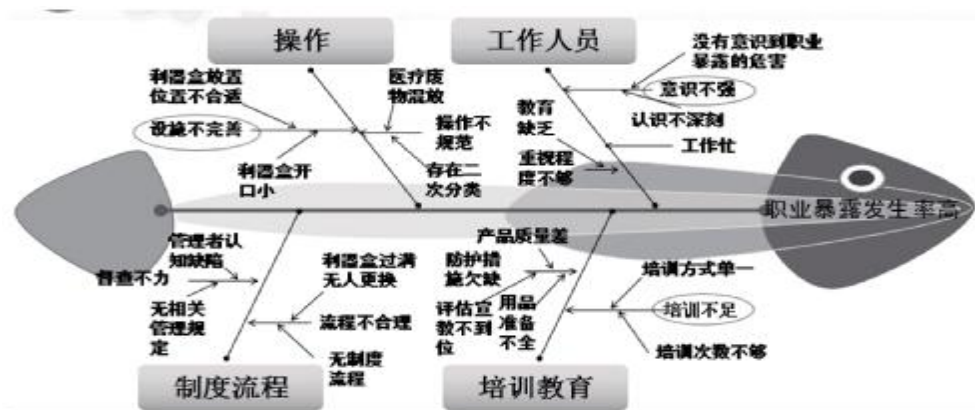 操作
工作人员
没有意识到职业
暴露的危害
利器盒放置
位置不合适
医疗废
物混放
意识不强
设施不完善
操作不
规范
教育
缺乏
认识不深刻
工作忙
利器盒开
口小
存在二
次分类
重视程
度不够
职业暴露发生率高
管理者认
知缺陷
督查不力
无相关
管理规
定
利器盒过满
无人更换
流程不合理
无制度
流程
产品质量差
防护措
施欠缺
评估宣
教不到
位
用品
准备
不全
培训方式单一
培训不足
培训次数不够
制度流程
培训教育